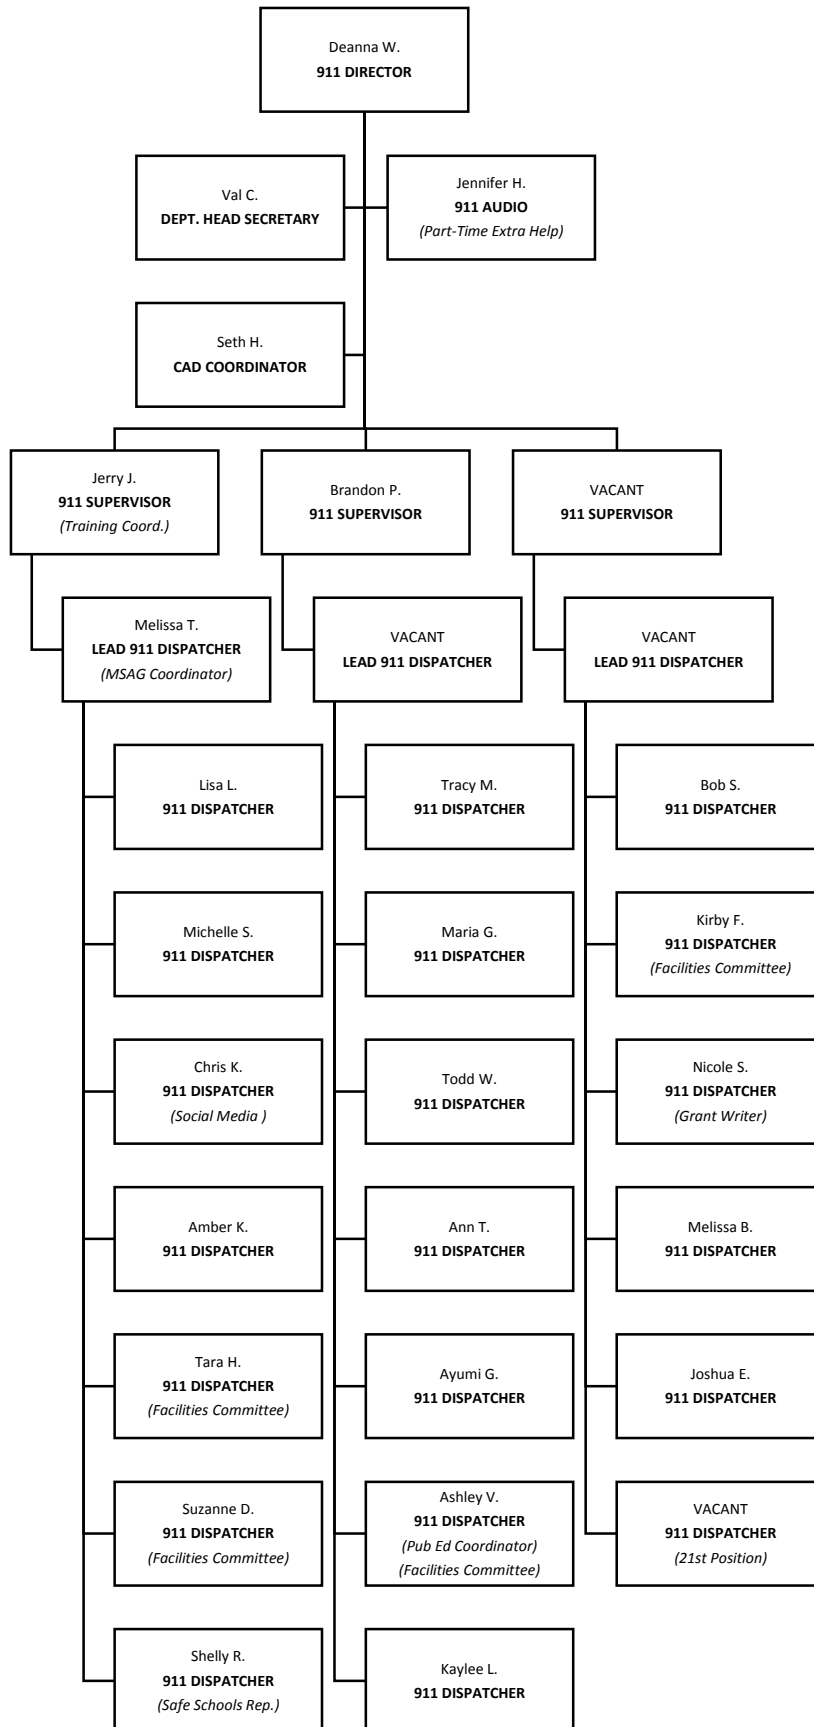 Deanna W.
911 DIRECTOR
Val C.
DEPT. HEAD SECRETARY
Jennifer H.
911 AUDIO
(Part-Time Extra Help)
Seth H.
CAD COORDINATOR
Jerry J.
911 SUPERVISOR
(Training Coord.)
Brandon P.
911 SUPERVISOR
VACANT
911 SUPERVISOR
Melissa T.
LEAD 911 DISPATCHER
(MSAG Coordinator)
VACANT
LEAD 911 DISPATCHER
VACANT
LEAD 911 DISPATCHER
Lisa L.
911 DISPATCHER
Tracy M.
911 DISPATCHER
Bob S.
911 DISPATCHER
Michelle S.
911 DISPATCHER
Maria G.
911 DISPATCHER
Kirby F.
911 DISPATCHER
(Facilities Committee)
Chris K.
911 DISPATCHER
(Social Media )
Todd W.
911 DISPATCHER
Nicole S.
911 DISPATCHER
(Grant Writer)
Amber K.
911 DISPATCHER
Ann T.
911 DISPATCHER
Melissa B.
911 DISPATCHER
Tara H.
911 DISPATCHER
(Facilities Committee)
Ayumi G.
911 DISPATCHER
Joshua E.
911 DISPATCHER
Suzanne D.
911 DISPATCHER
(Facilities Committee)
Ashley V.
911 DISPATCHER
(Pub Ed Coordinator)
(Facilities Committee)
VACANT
911 DISPATCHER
(21st Position)
Shelly R.
911 DISPATCHER
(Safe Schools Rep.)
Kaylee L.
911 DISPATCHER